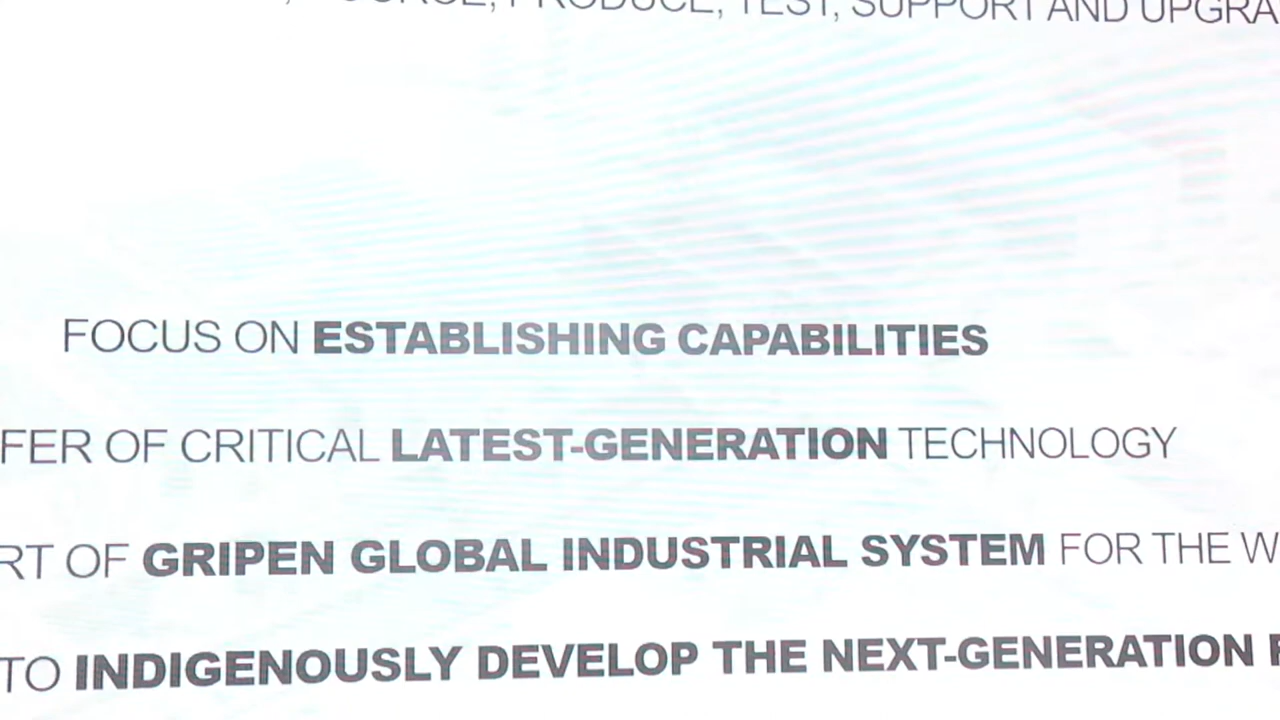 PRODUCE, TEST, SUPPORT AND
FOCUS ON ESTABLISHING CAPABILITIES
OF CRITICAL LATEST-GENERATION TECHNOLOGY
OF GRIPEN GLOBAL INDUSTRIAL SYSTEM FOR THE
TO INDIGENOUSLY DEVELOP THE NEXT-GENERATION